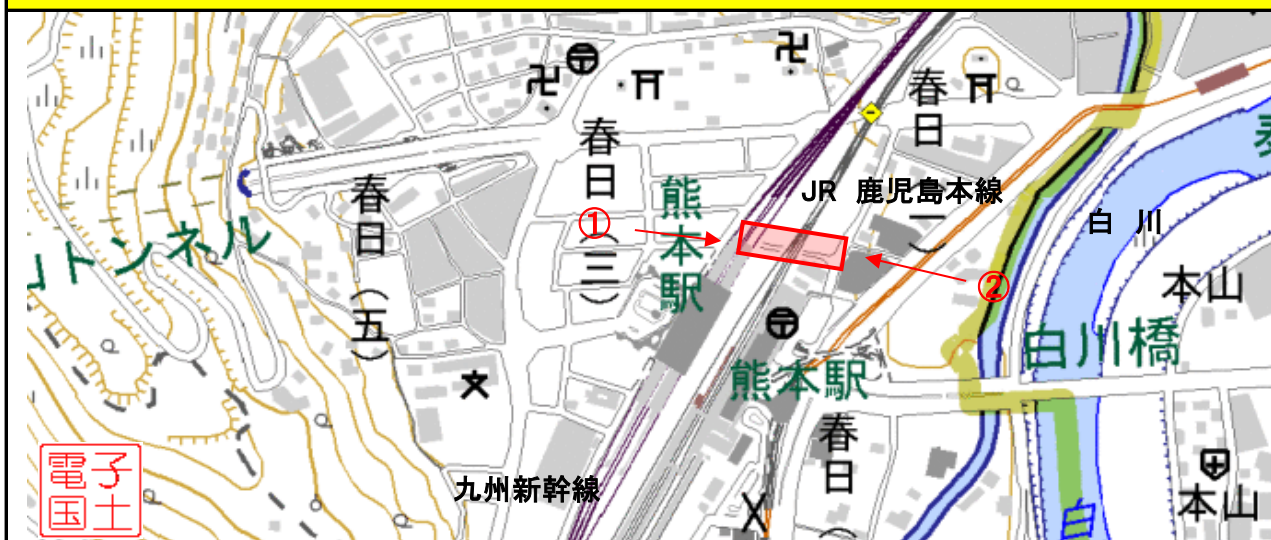 春日(三)
春日(五)
春日
(一)
熊本駅
①
②
JR 鹿児島本線
白 川
本山
白川橋
熊本駅
春日
トンネル
九州新幹線
本山
白
電子
国土